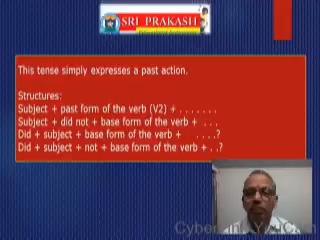 SRI PRAKASH
This tense simply expresses a past action.
Structures:
Subject + past form of the verb (V2) + . . . . . . .
Subject + did not + base form of the verb + . . .
Did + subject + base form of the verb + . . . .?
Did + subject + not + base form of the verb + . .?